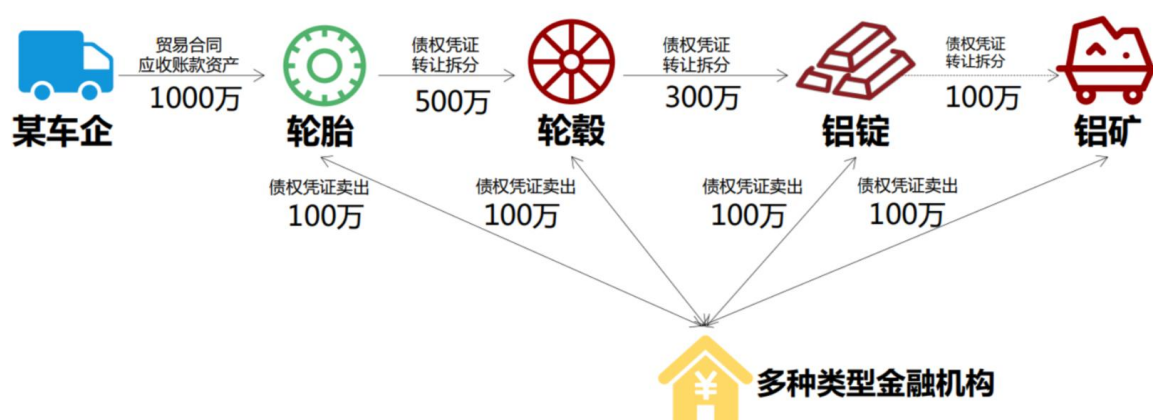 贸易合同
应收账款资产
1000万
债权凭证
转让拆分
500万
债权凭证
转让拆分
300万
债权凭证
转让拆分
100万
某车企
轮胎
轮毂
铝锭
铝矿
债权凭证卖出
100万
债权凭证卖出
100万
债权凭证卖出
100万
债权凭证卖出
100万
¥
多种类型金融机构